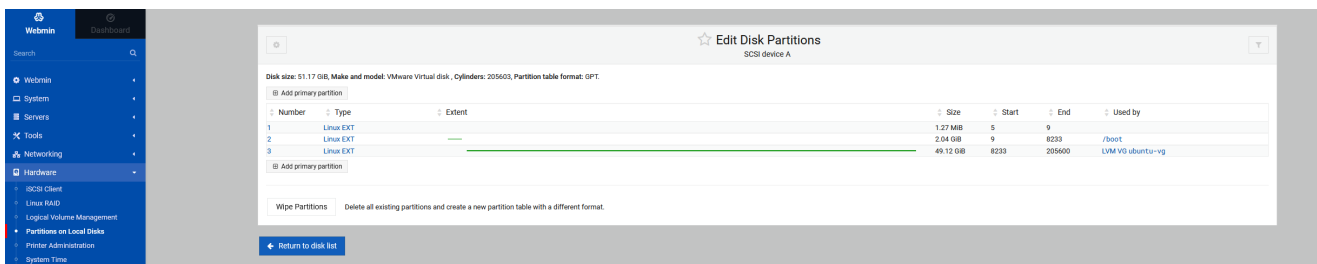 Webmin
Dashboard
Search
Webmin
System
Servers
Tools
Networking
Hardware
iSCSI Client
Linux RAID
Logical Volume Management
Partitions on Local Disks
Printer Administration
System Time
Edit Disk Partitions
SCSI device A
Disk size: 51.17 GiB, Make and model: VMware Virtual disk , Cylinders: 205603, Partition table format: GPT.
Add primary partition
Number Type Extent Size Start End Used by
1 Linux EXT 1.27 MiB 5 9
2 Linux EXT 2.04 GiB 9 8233 /boot
3 Linux EXT 49.12 GiB 8233 205600 LVM VG ubuntu-vg
Add primary partition
Wipe Partitions Delete all existing partitions and create a new partition table with a different format.
Return to disk list